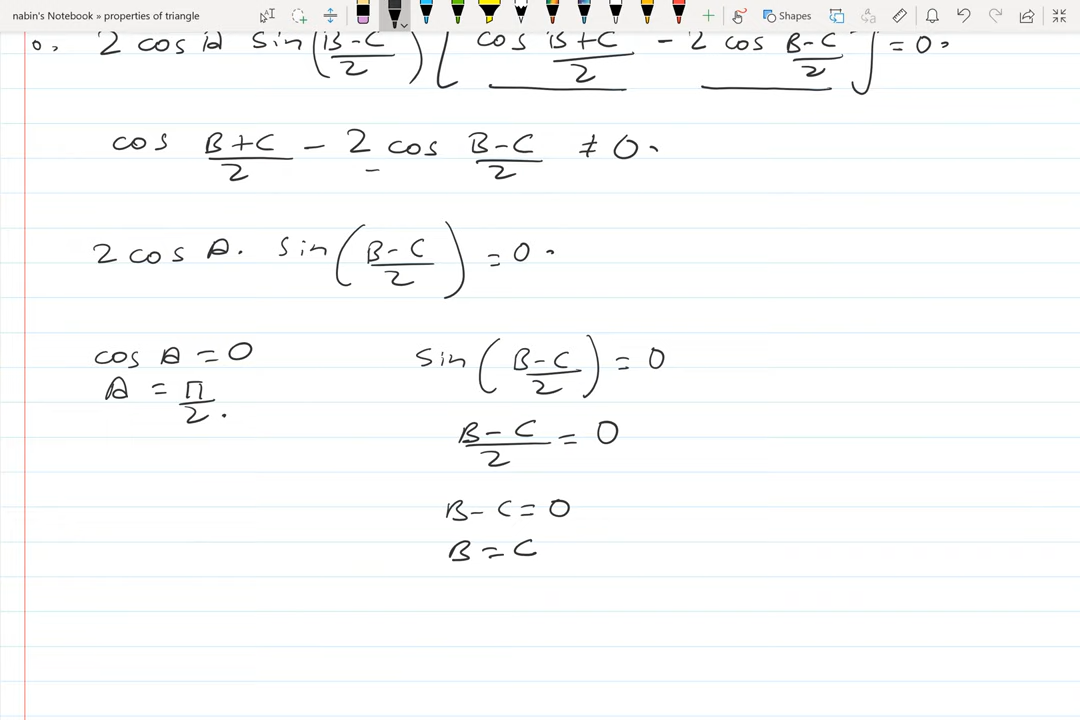 nabin's Notebook » properties of triangle
Shapes
o. 2 cos A sin((B-C)/2) [cos (B+C)/2 - 2 cos (B-C)/2] = 0.
cos (B+C)/2 - 2 cos (B-C)/2 ≠ 0.
2 cos A. sin((B-C)/2) = 0.
cos A = 0
sin((B-C)/2) = 0
A = π/2.
(B-C)/2 = 0
B-C = 0
B = C